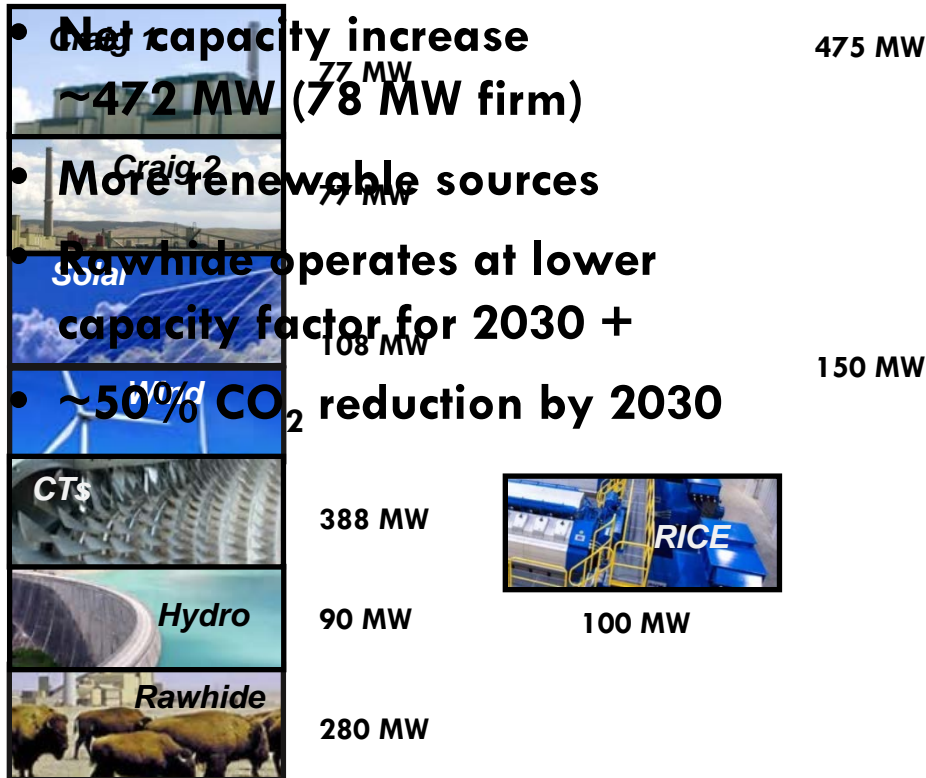 • Net capacity increase
~472 MW (78 MW firm)
• More renewable sources
• Rawhide operates at lower
capacity factor for 2030 +
• ~50% CO₂ reduction by 2030
Craig 1
77 MW
475 MW
Craig 2
77 MW
Solar
108 MW
150 MW
Wind
CTs
388 MW
RICE
Hydro
90 MW
100 MW
Rawhide
280 MW